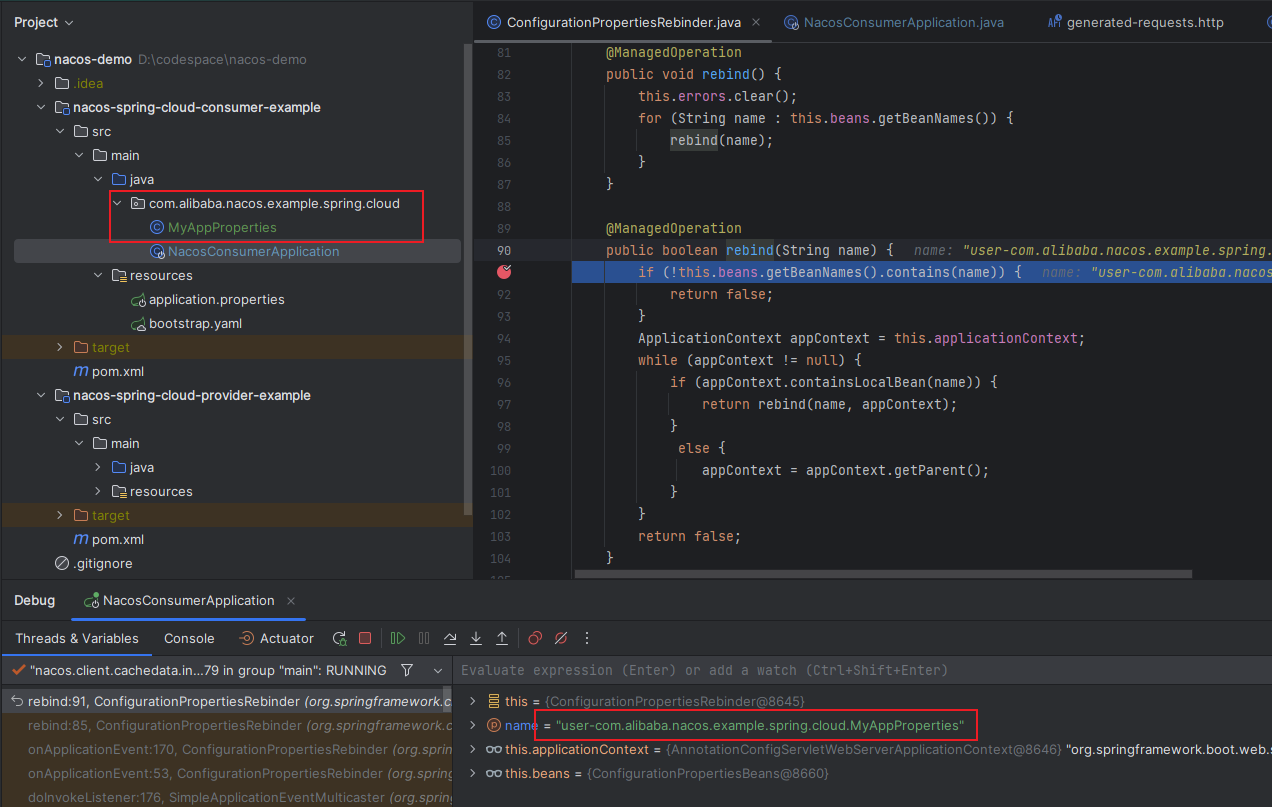 Project
nacos-demo D:\codespace\nacos-demo
.idea
nacos-spring-cloud-consumer-example
src
main
java
com.alibaba.nacos.example.spring.cloud
MyAppProperties
NacosConsumerApplication
resources
application.properties
bootstrap.yaml
target
pom.xml
nacos-spring-cloud-provider-example
src
main
java
resources
target
pom.xml
.gitignore
ConfigurationPropertiesRebinder.java NacosConsumerApplication.java generated-requests.http
81 @ManagedOperation
82 public void rebind() {
83 this.errors.clear();
84 for (String name : this.beans.getBeanNames()) {
85 rebind(name);
86 }
87 }
88
89 @ManagedOperation
90 public boolean rebind(String name) { name: "user-com.alibaba.nacos.example.spring.
if (!this.beans.getBeanNames().contains(name)) { name: "user-com.alibaba.nacos
92 return false;
93 }
94 ApplicationContext appContext = this.applicationContext;
95 while (appContext != null) {
96 if (appContext.containsLocalBean(name)) {
97 return rebind(name, appContext);
98 }
99 else {
100 appContext = appContext.getParent();
101 }
102 }
103 return false;
104 }
Debug NacosConsumerApplication
Threads & Variables Console Actuator
"nacos.client.cachedata.in...79 in group "main": RUNNING
rebind:91, ConfigurationPropertiesRebinder (org.springframework.c
rebind:85, ConfigurationPropertiesRebinder (org.springframework.c
onApplicationEvent:170, ConfigurationPropertiesRebinder (org.spring
onApplicationEvent:53, ConfigurationPropertiesRebinder (org.spring
doInvokeListener:176, SimpleApplicationEventMulticaster (org.spring
Evaluate expression (Enter) or add a watch (Ctrl+Shift+Enter)
this = {ConfigurationPropertiesRebinder@8645}
name = "user-com.alibaba.nacos.example.spring.cloud.MyAppProperties"
this.applicationContext = {AnnotationConfigServletWebServerApplicationContext@8646} "org.springframework.boot.web.s
this.beans = {ConfigurationPropertiesBeans@8660}